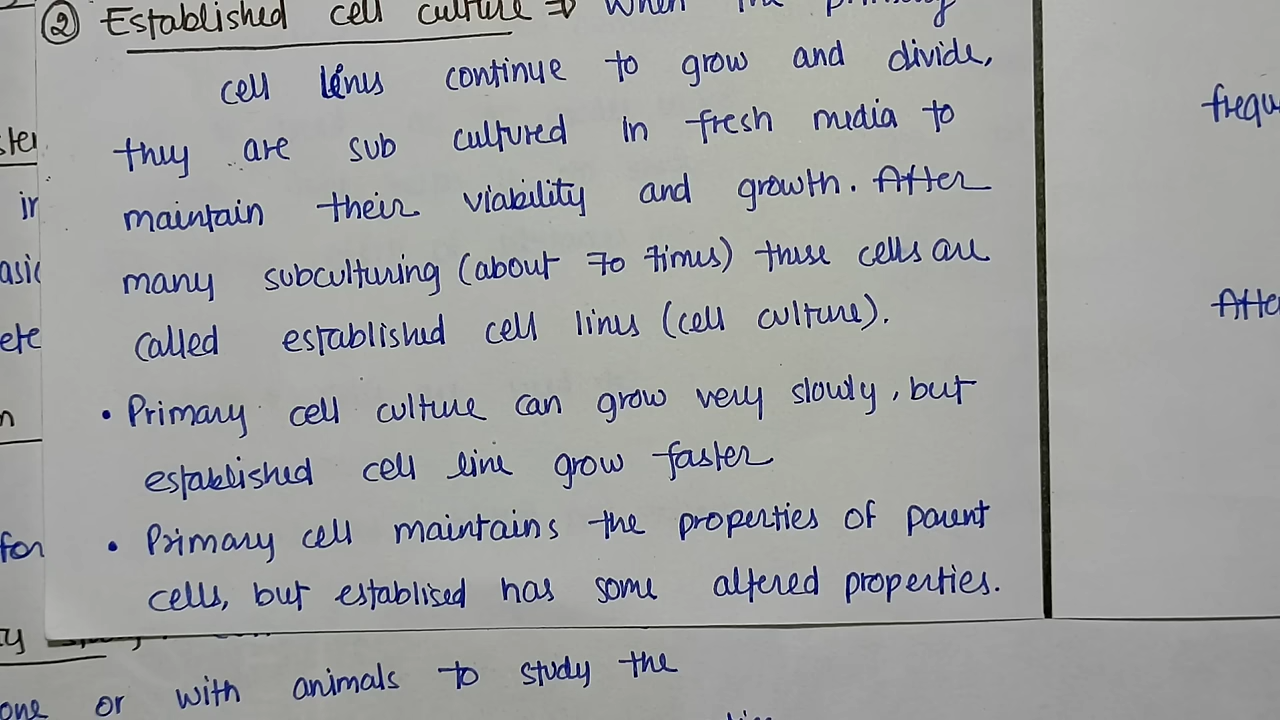 ② Established cell culture ⇒ When the primary
cell lines continue to grow and divide,
they are sub cultured in fresh media to
maintain their viability and growth. After
many subculturing (about 70 times) these cells are
called established cell lines (cell culture).
• Primary cell culture can grow very slowly, but
established cell line grow faster
• Primary cell maintains the properties of parent
cells, but establised has some altered properties.
one or with animals to study the